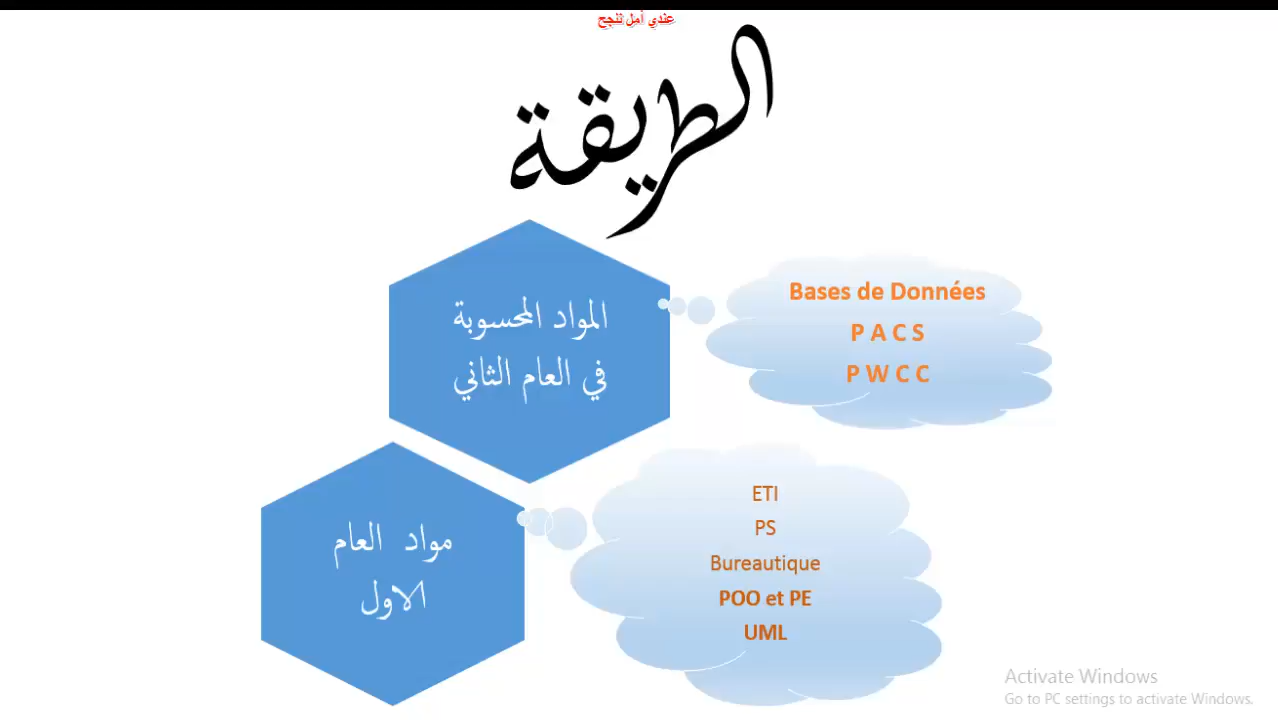 عندي أمل ننجح
الطريقة
المواد المحسوبة
في العام الثاني
Bases de Données
P A C S
P W C C
مواد العام
الاول
ETI
PS
Bureautique
POO et PE
UML
Activate Windows
Go to PC settings to activate Windows.